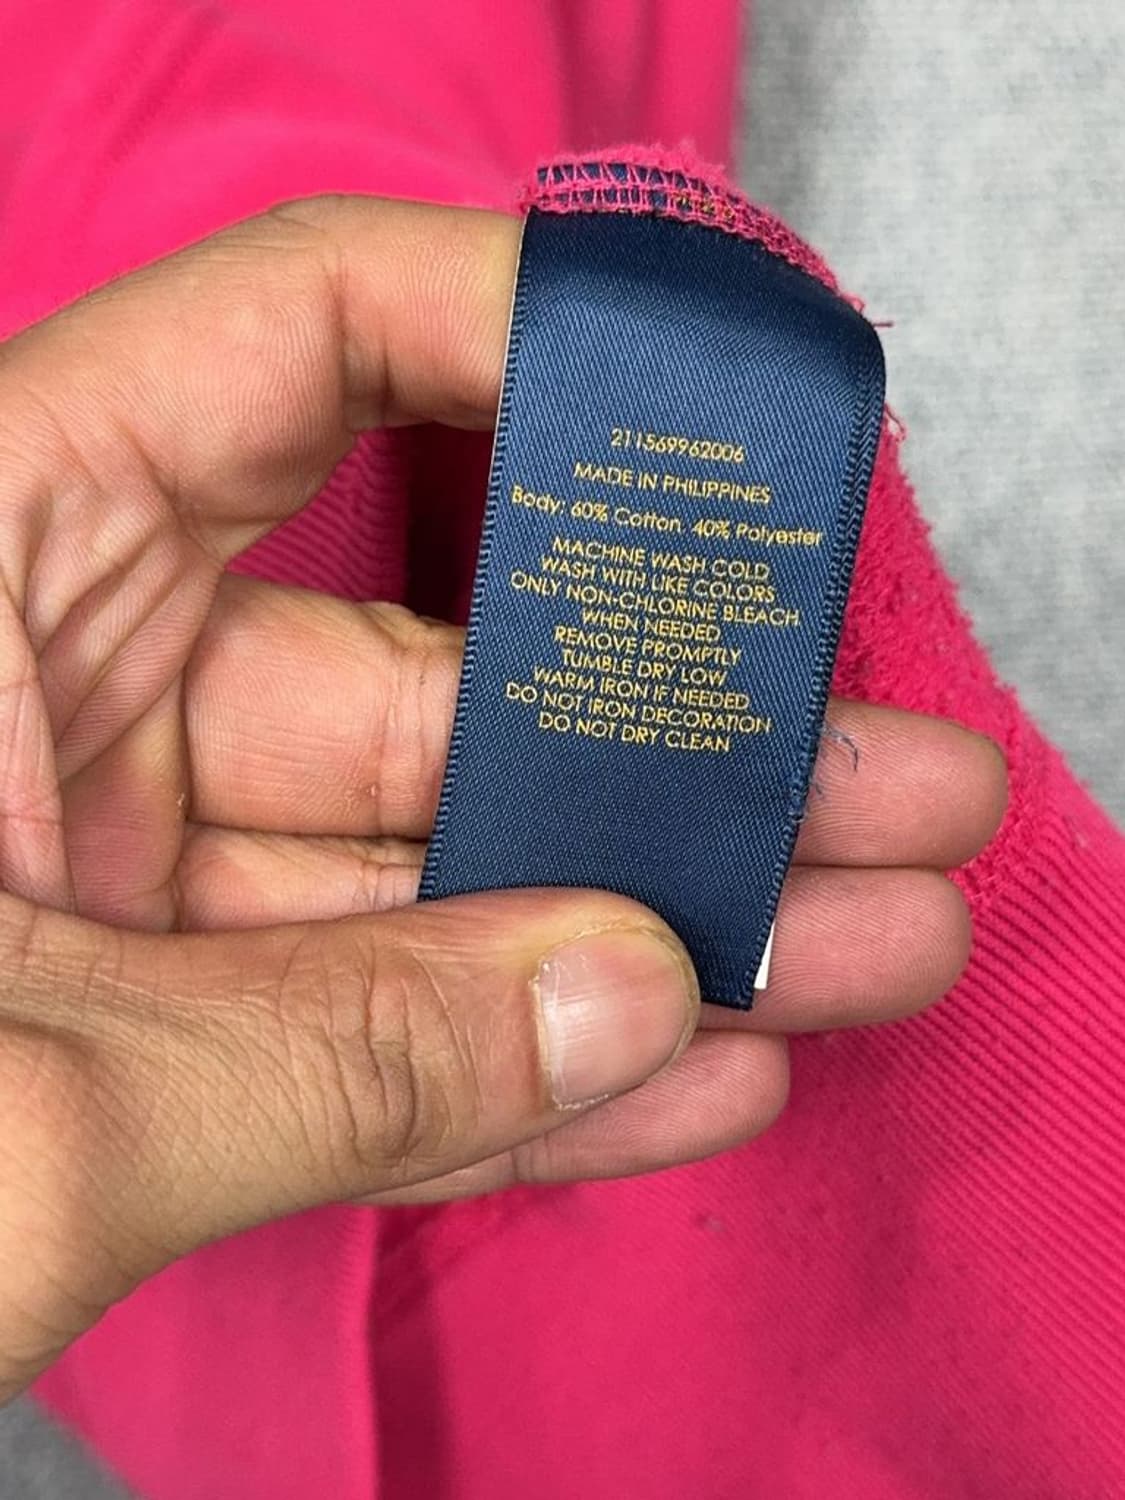 211569962006
MADE IN PHILIPPINES
Body: 60% Cotton 40% Polyester
MACHINE WASH COLD
WASH WITH LIKE COLORS
ONLY NON-CHLORINE BLEACH
WHEN NEEDED
REMOVE PROMPTLY
TUMBLE DRY LOW
WARM IRON IF NEEDED
DO NOT IRON DECORATION
DO NOT DRY CLEAN